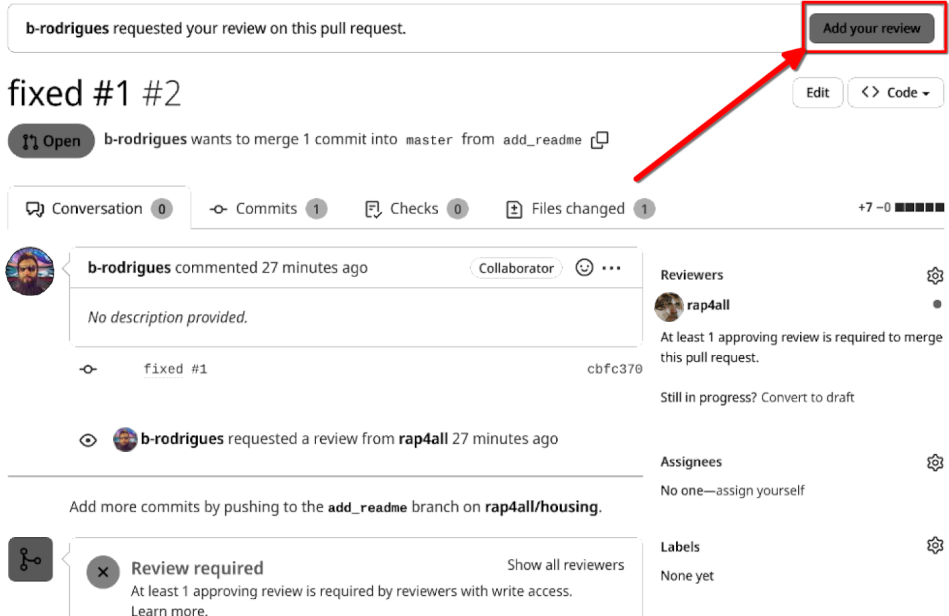 b-rodrigues requested your review on this pull request.
Add your review
fixed #1 #2
Edit
<> Code
Open
b-rodrigues wants to merge 1 commit into master from add_readme
Conversation 0
Commits 1
Checks 0
Files changed 1
+7 −0
b-rodrigues commented 27 minutes ago
Collaborator
No description provided.
fixed #1
cbfc370
b-rodrigues requested a review from rap4all 27 minutes ago
Add more commits by pushing to the add_readme branch on rap4all/housing.
Review required
Show all reviewers
At least 1 approving review is required by reviewers with write access.
Learn more.
Reviewers
rap4all
At least 1 approving review is required to merge
this pull request.
Still in progress? Convert to draft
Assignees
No one—assign yourself
Labels
None yet